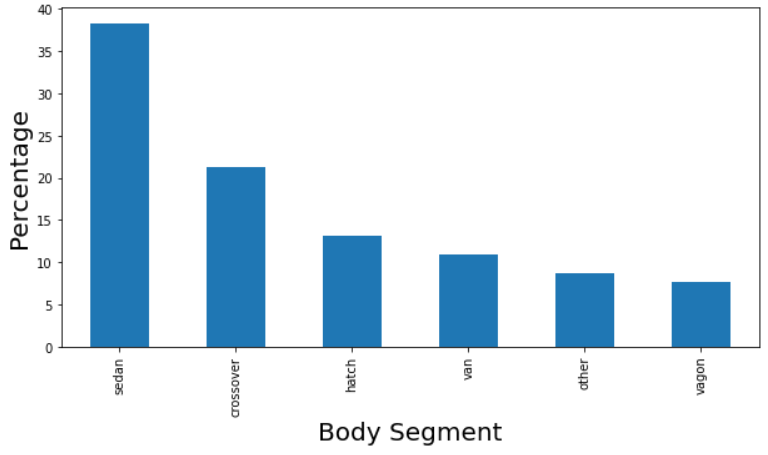 Percentage
40
35
30
25
20
15
10
5
0
sedan
crossover
hatch
van
other
vagon
Body Segment